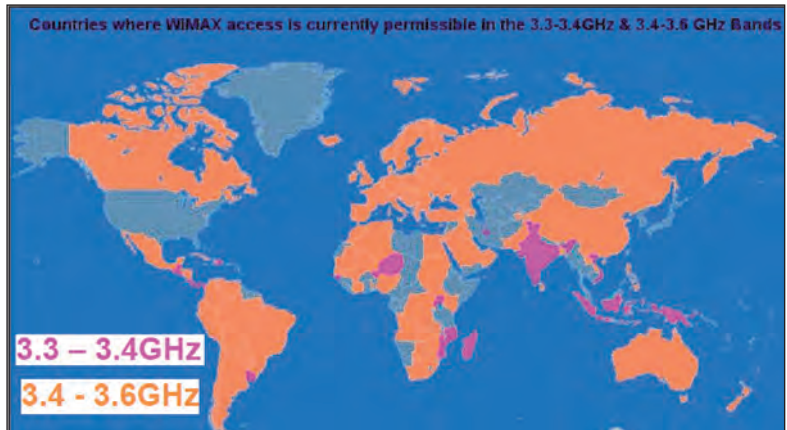 Countries where WiMAX access is currently permissible in the 3.3-3.4GHz & 3.4-3.6 GHz Bands
3.3 – 3.4GHz
3.4 - 3.6GHz